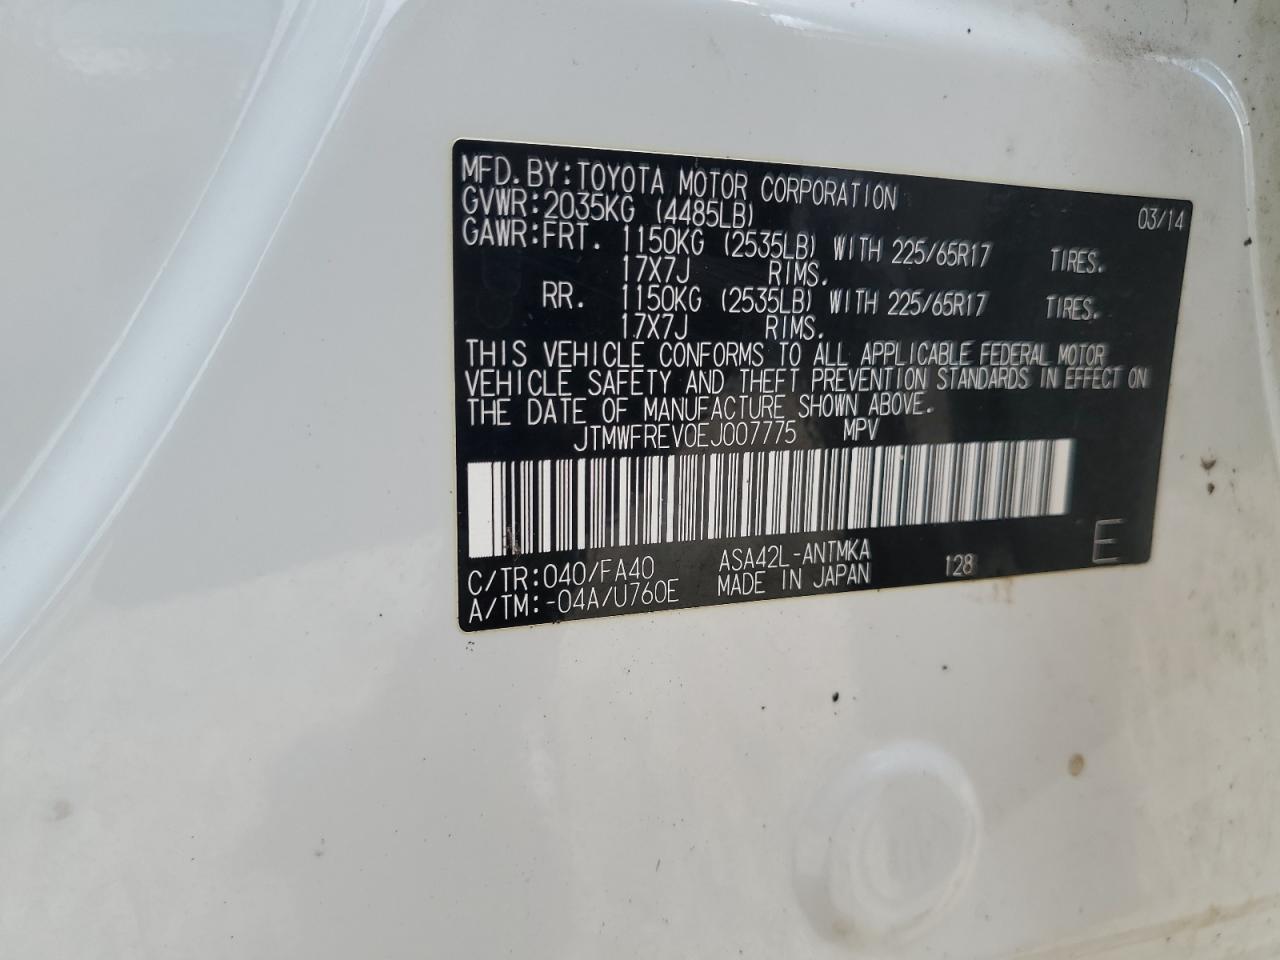 MFD. BY: TOYOTA MOTOR CORPORATION 03/14
GVWR: 2035KG (4485LB)
GAWR: FRT. 1150KG (2535LB) WITH 225/65R17 TIRES.
17X7J RIMS.
RR. 1150KG (2535LB) WITH 225/65R17 TIRES.
17X7J RIMS.
THIS VEHICLE CONFORMS TO ALL APPLICABLE FEDERAL MOTOR
VEHICLE SAFETY AND THEFT PREVENTION STANDARDS IN EFFECT ON
THE DATE OF MANUFACTURE SHOWN ABOVE.
JTMWFREV0EJ007775 MPV
C/TR: 040/FA40 ASA42L-ANTMKA 128 E
A/TM: -04A/U760E MADE IN JAPAN